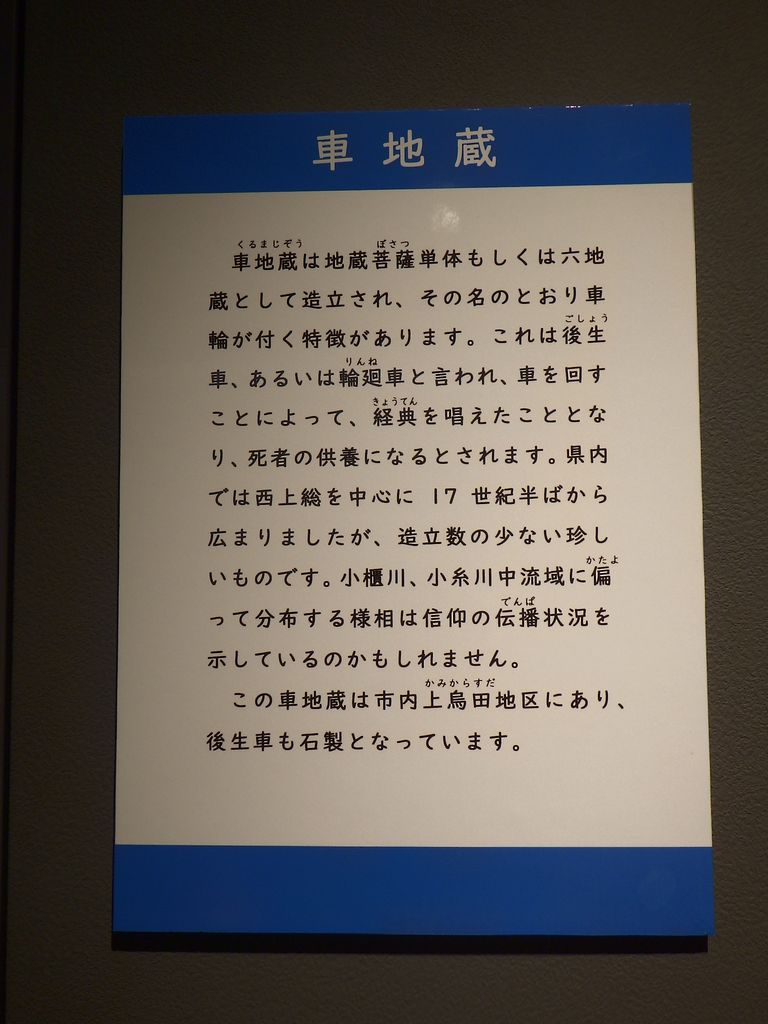 車地蔵
車地蔵は地蔵菩薩単体もしくは六地
蔵として造立され、その名のとおり車
輪が付く特徴があります。これは後生
車、あるいは輪廻車と言われ、車を回す
ことによって、経典を唱えたこととな
り、死者の供養になるとされます。県内
では西上総を中心に 17 世紀半ばから
広まりましたが、造立数の少ない珍し
いものです。小櫃川、小糸川中流域に偏
って分布する様相は信仰の伝播状況を
示しているのかもしれません。
この車地蔵は市内上烏田地区にあり、
後生車も石製となっています。
くるまじぞう
ぼさつ
ごしょう
りんね
きょうてん
かたよ
でんぱ
かみからすだ